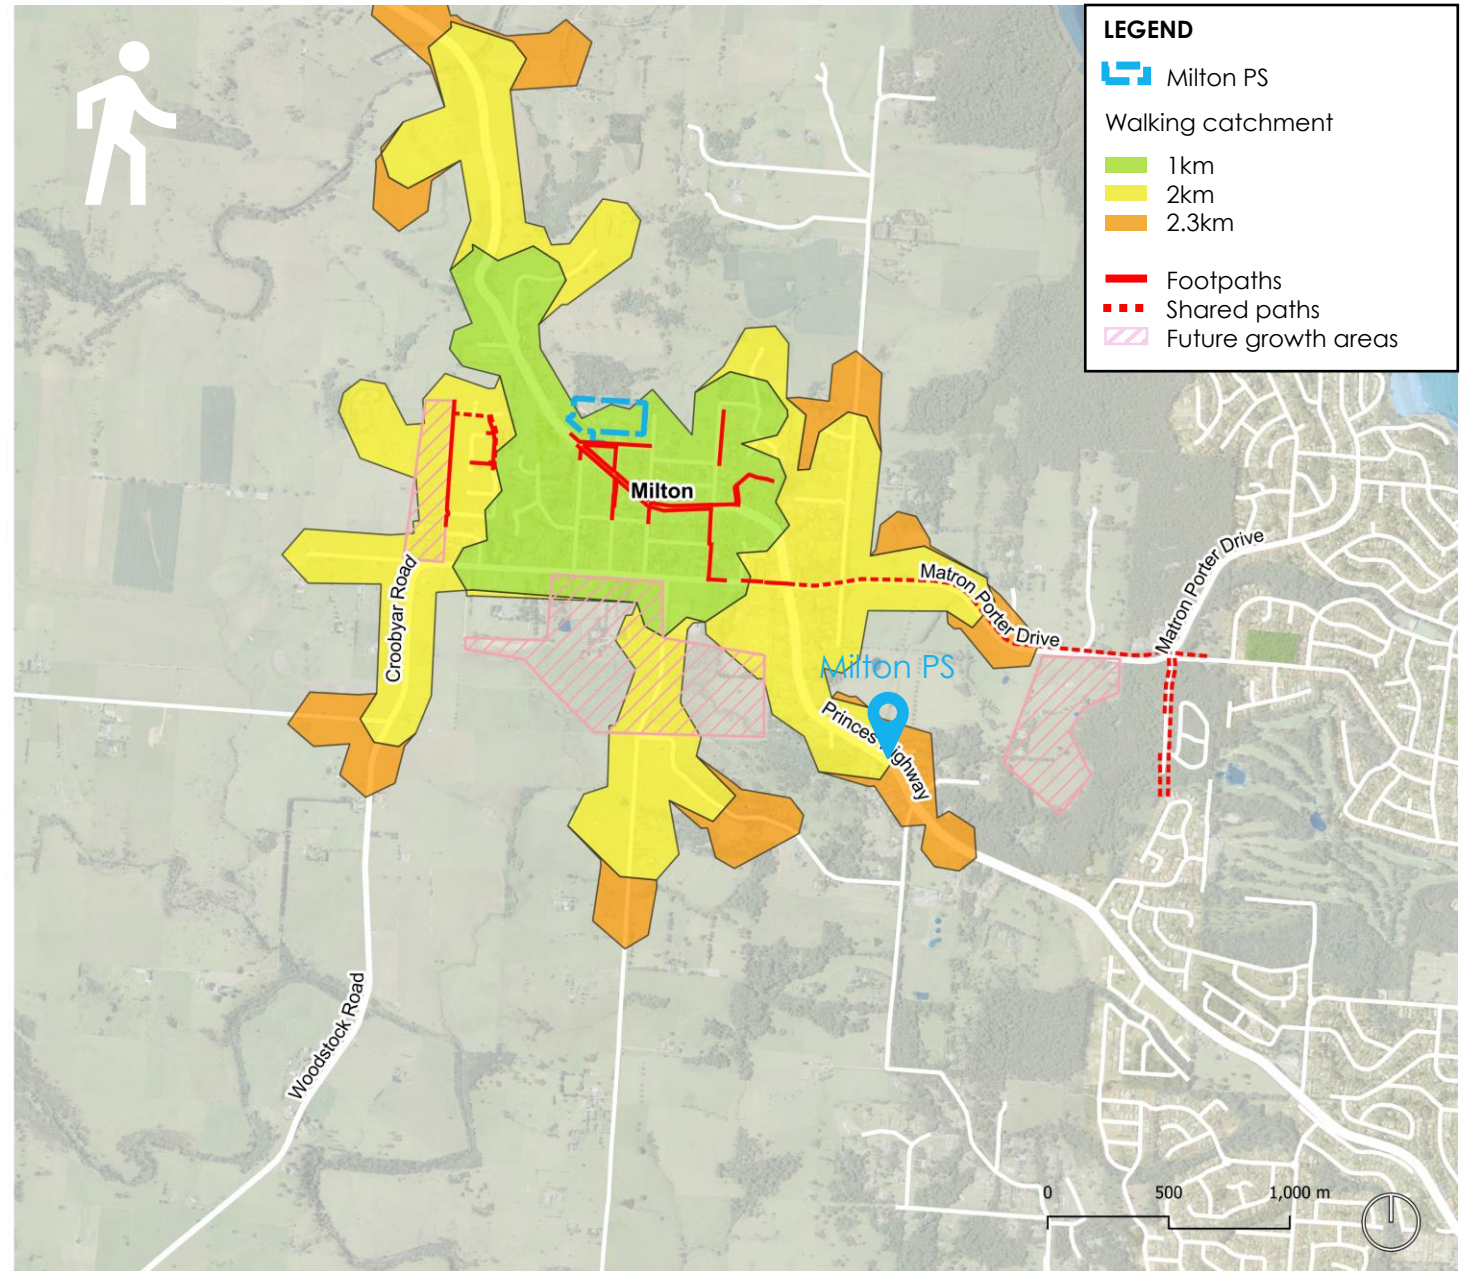 LEGEND
Milton PS
Walking catchment
1km
2km
2.3km
Footpaths
Shared paths
Future growth areas
Milton
Matron Porter Drive
Matron Porter Drive
Croobyar Road
Milton PS
Princes Highway
Woodstock Road
0 500 1,000 m